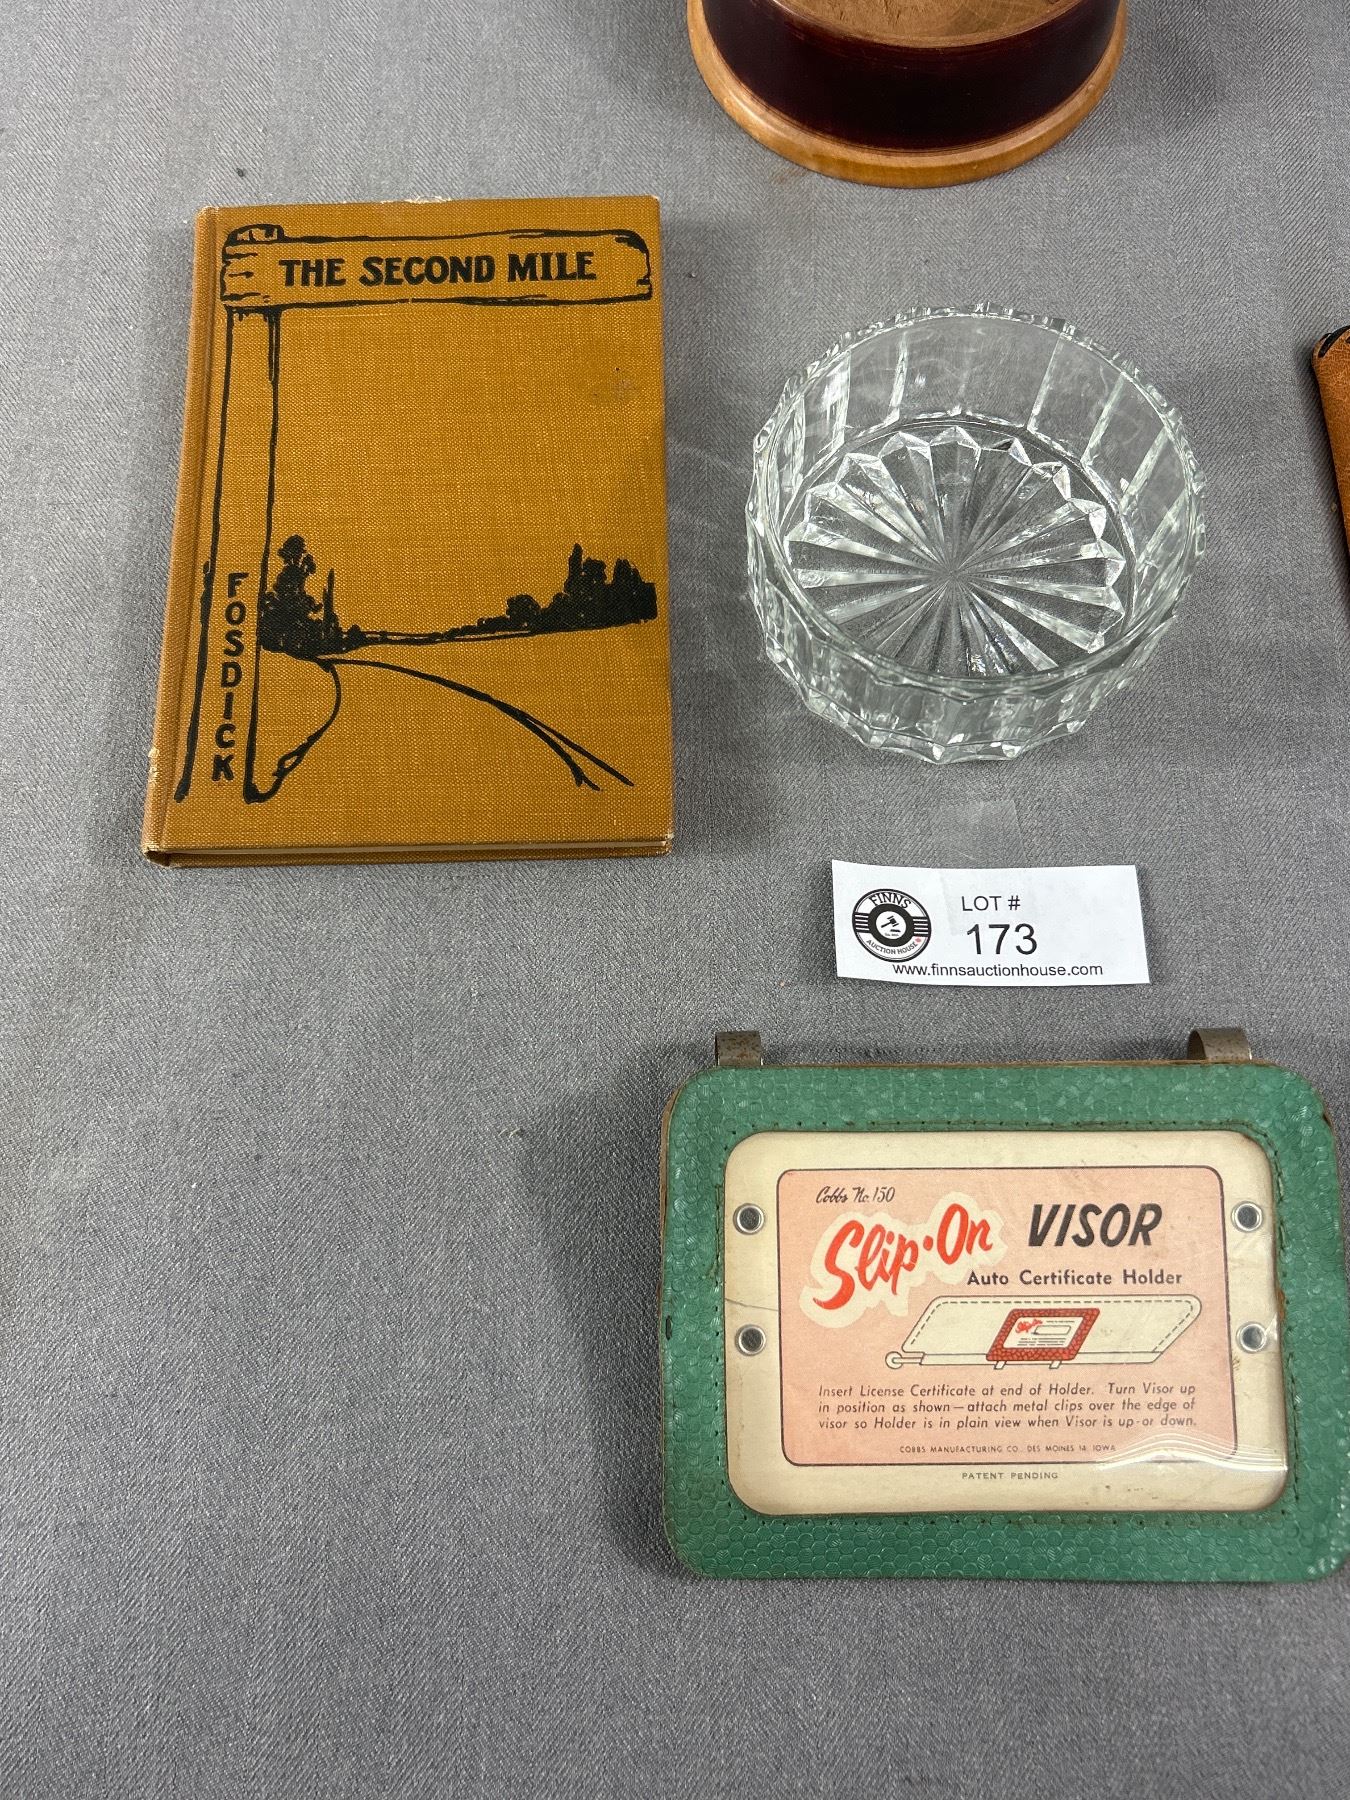 THE SECOND MILE
FOSDICK
FINNS
AUCTION HOUSE
LOT #
173
www.finnsauctionhouse.com
Cobbs No. 150
Slip-On VISOR
Auto Certificate Holder
Insert License Certificate at end of Holder. Turn Visor up
in position as shown — attach metal clips over the edge of
visor so Holder is in plain view when Visor is up-or down.
COBBS MANUFACTURING CO., DES MOINES 14, IOWA
PATENT PENDING